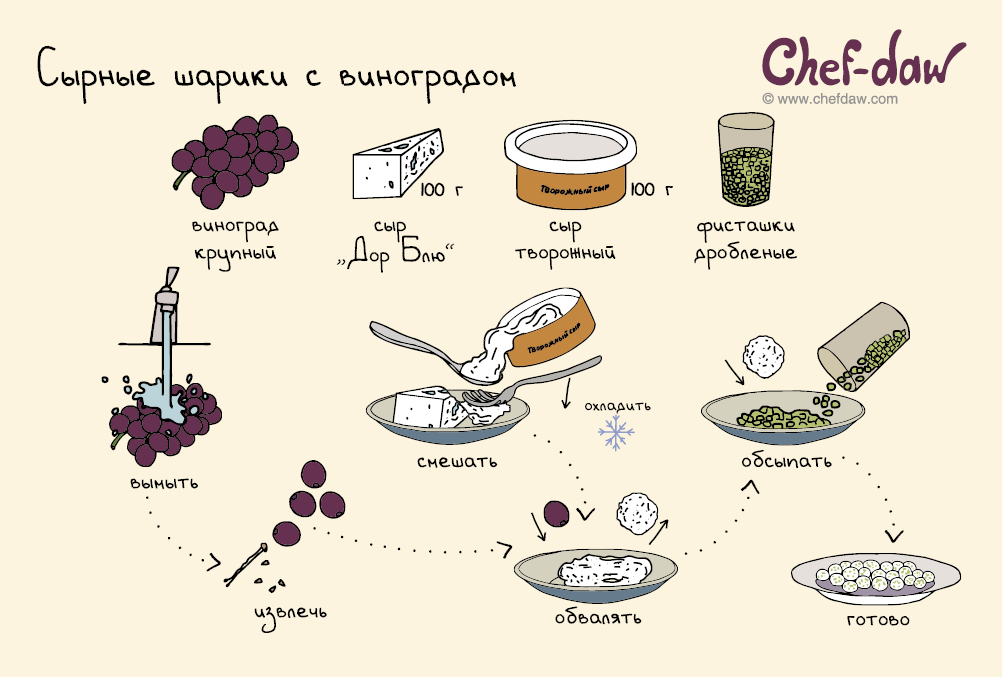 Сырные шарики с виноградом
Chef-daw
© www.chefdaw.com
Творожный сыр
100 г
100 г
виноград
крупный
сыр
„Дор Блю“
сыр
творожный
фисташки
дробленые
Творожный сыр
охладить
вымыть
смешать
обсыпать
извлечь
обвалять
готово